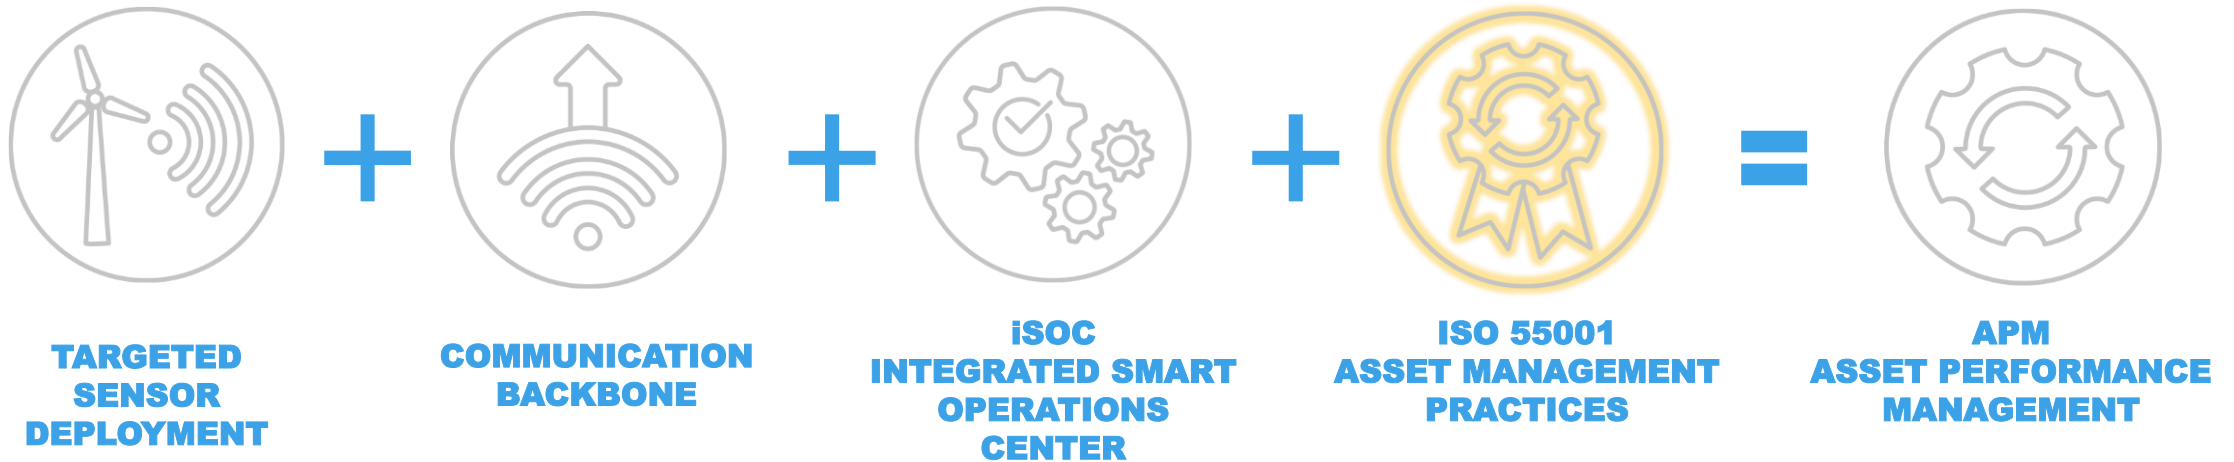 TARGETED
SENSOR
DEPLOYMENT
COMMUNICATION
BACKBONE
iSOC
INTEGRATED SMART
OPERATIONS
CENTER
ISO 55001
ASSET MANAGEMENT
PRACTICES
APM
ASSET PERFORMANCE
MANAGEMENT